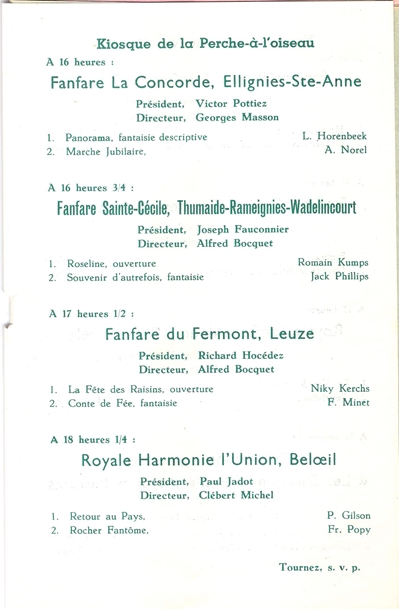 Kiosque de la Perche-à-l'oiseau
A 16 heures :
Fanfare La Concorde, Ellignies-Ste-Anne
Président, Victor Pottiez
Directeur, Georges Masson
1. Panorama, fantaisie descriptive L. Horenbeek
2. Marche Jubilaire. A. Norel
A 16 heures 3/4 :
Fanfare Sainte-Cécile, Thumaide-Rameignies-Wadelincourt
Président, Joseph Fauconnier
Directeur, Alfred Bocquet
1. Roseline, ouverture Romain Kumps
2. Souvenir d'autrefois, fantaisie Jack Phillips
A 17 heures 1/2 :
Fanfare du Fermont, Leuze
Président, Richard Hocédez
Directeur, Alfred Bocquet
1. La Fête des Raisins, ouverture Niky Kerchs
2. Conte de Fée, fantaisie F. Minet
A 18 heures 1/4 :
Royale Harmonie l'Union, Belœil
Président, Paul Jadot
Directeur, Clébert Michel
1. Retour au Pays. P. Gilson
2. Rocher Fantôme. Fr. Popy
Tournez, s. v. p.